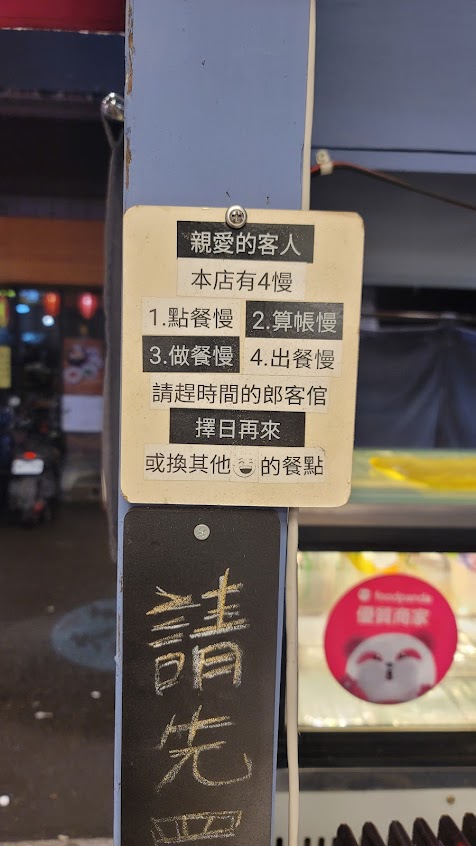 親愛的客人
本店有4慢
1.點餐慢 2.算帳慢
3.做餐慢 4.出餐慢
請趕時間的郎客倌
擇日再來
或換其他😄的餐點
請先
foodpanda
優質商家